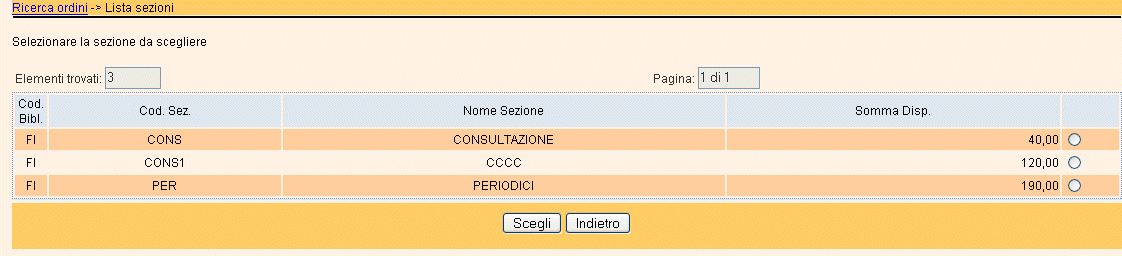 Ricerca ordini -> Lista sezioni
Selezionare la sezione da scegliere
Elementi trovati: 3 Pagina: 1 di 1
Cod. Bibl. Cod. Sez. Nome Sezione Somma Disp.
FI CONS CONSULTAZIONE 40,00
FI CONS1 CCCC 120,00
FI PER PERIODICI 190,00
Scegli Indietro